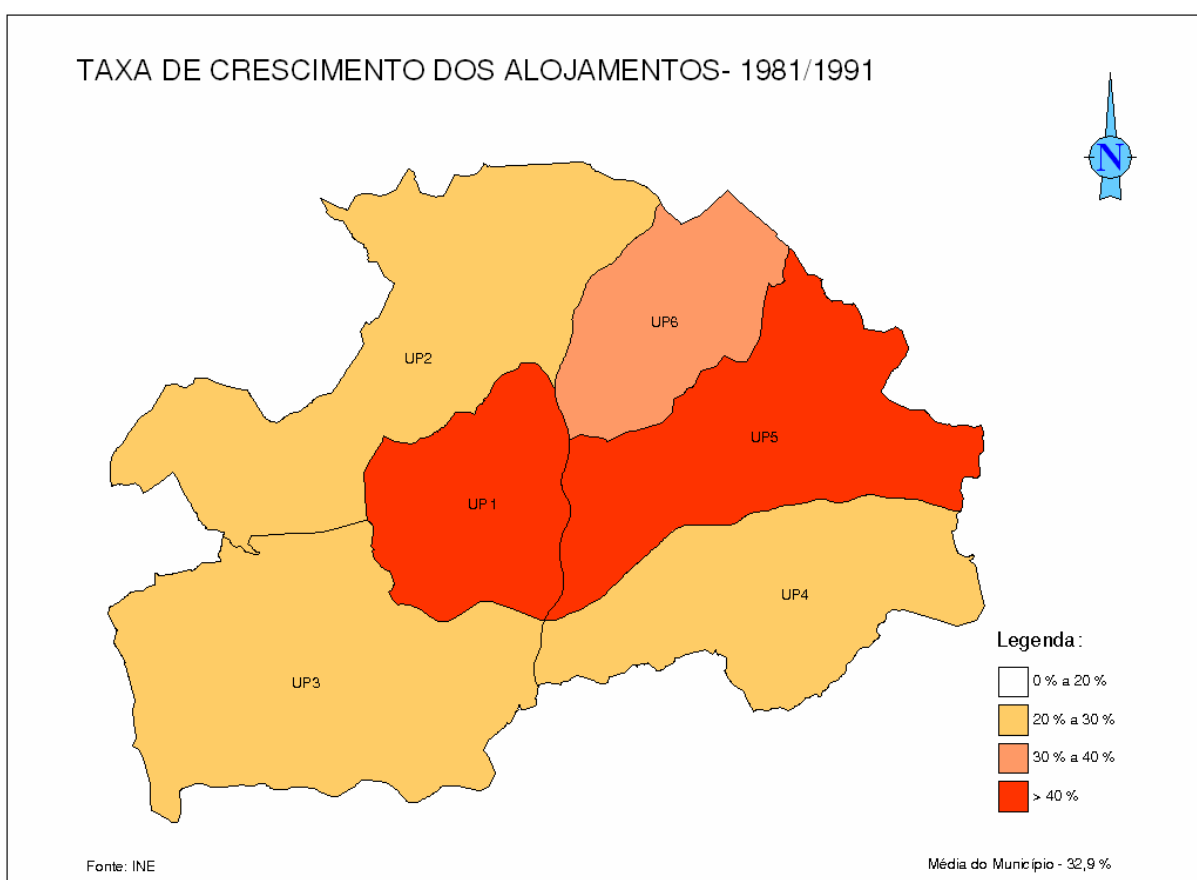 TAXA DE CRESCIMENTO DOS ALOJAMENTOS- 1981/1991
N
UP6
UP2
UP5
UP1
UP4
UP3
Legenda:
0 % a 20 %
20 % a 30 %
30 % a 40 %
> 40 %
Fonte: INE
Média do Município - 32,9 %